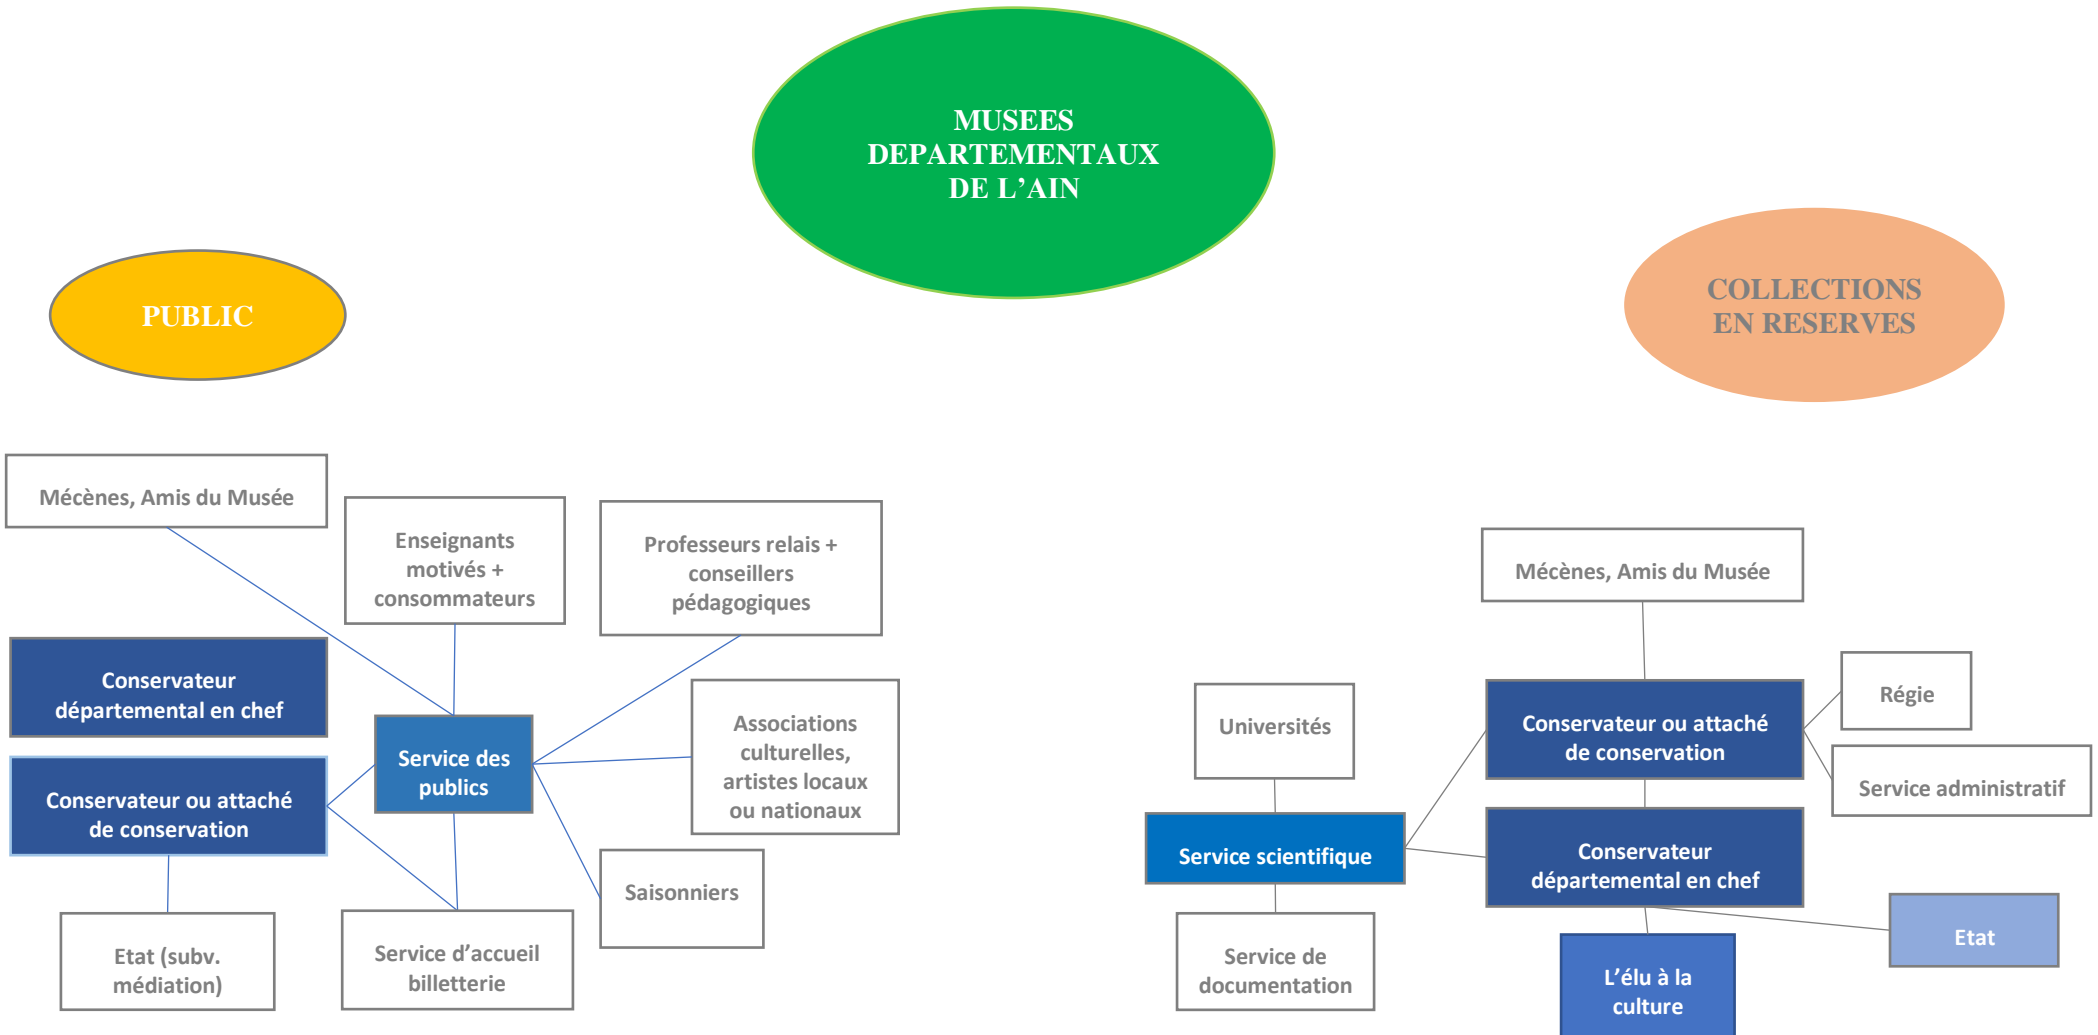 MUSEES
DEPARTEMENTAUX
DE L’AIN
PUBLIC
COLLECTIONS
EN RESERVES
Mécènes, Amis du Musée
Enseignants
motivés +
consommateurs
Professeurs relais +
conseillers
pédagogiques
Conservateur
départemental en chef
Service des
publics
Associations
culturelles,
artistes locaux
ou nationaux
Conservateur ou attaché
de conservation
Saisonniers
Etat (subv.
médiation)
Service d’accueil
billetterie
Mécènes, Amis du Musée
Universités
Conservateur ou attaché
de conservation
Régie
Service administratif
Service scientifique
Conservateur
départemental en chef
Service de
documentation
L’élu à la
culture
Etat